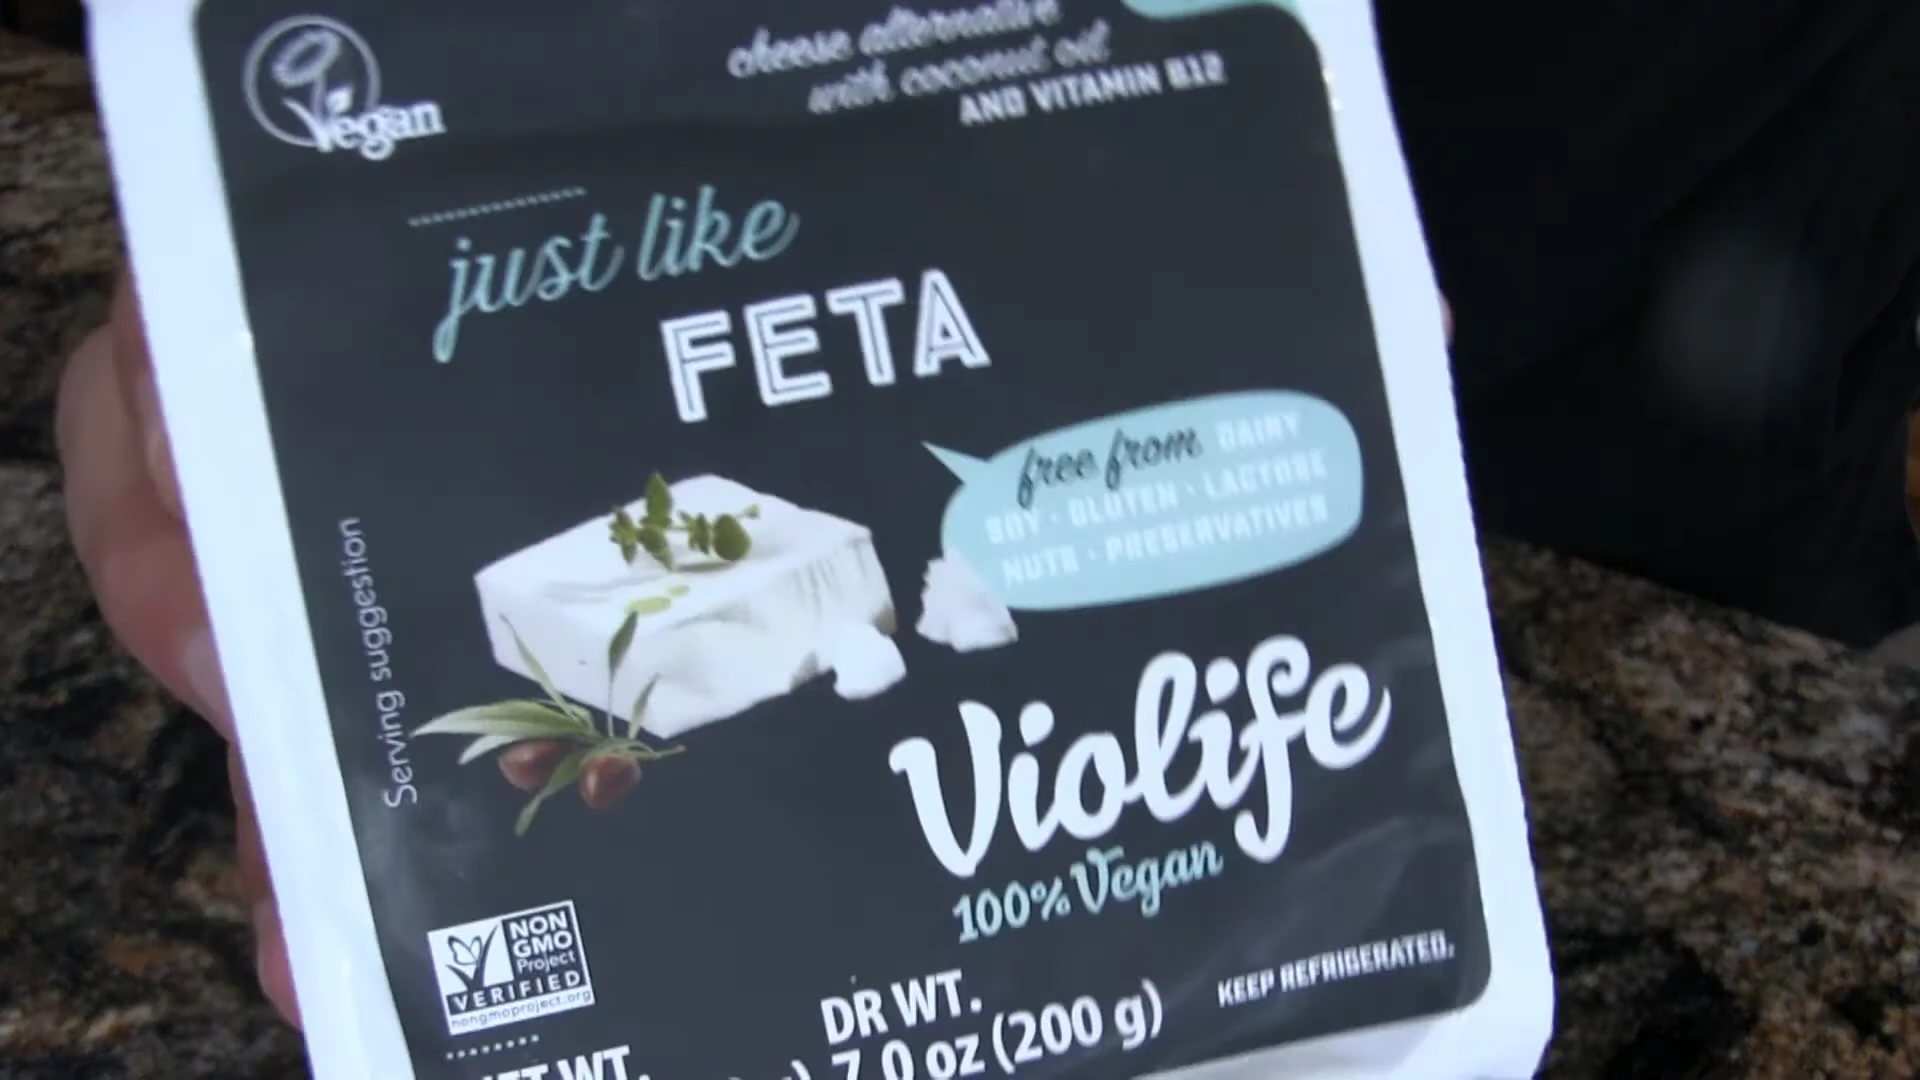 Vegan
cheese alternative
with coconut oil
AND VITAMIN B12
just like
FETA
free from DAIRY
SOY · GLUTEN · LACTOSE
NUTS · PRESERVATIVES
Serving suggestion
Violife
100% Vegan
NON
GMO
Project
VERIFIED
nongmoproject.org
KEEP REFRIGERATED.
DR WT.
7.0 oz (200 g)
WT.